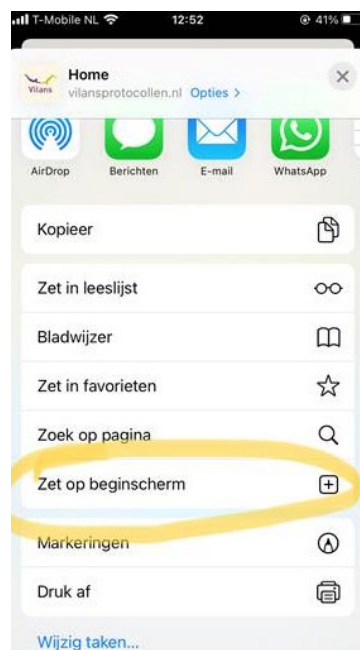 T-Mobile NL 12:52 41%
Home
Vilans
vilansprotocollen.nl Opties >
AirDrop Berichten E-mail WhatsApp
Kopieer
Zet in leeslijst
Bladwijzer
Zet in favorieten
Zoek op pagina
Zet op beginscherm
Markeringen
Druk af
Wijzig taken...